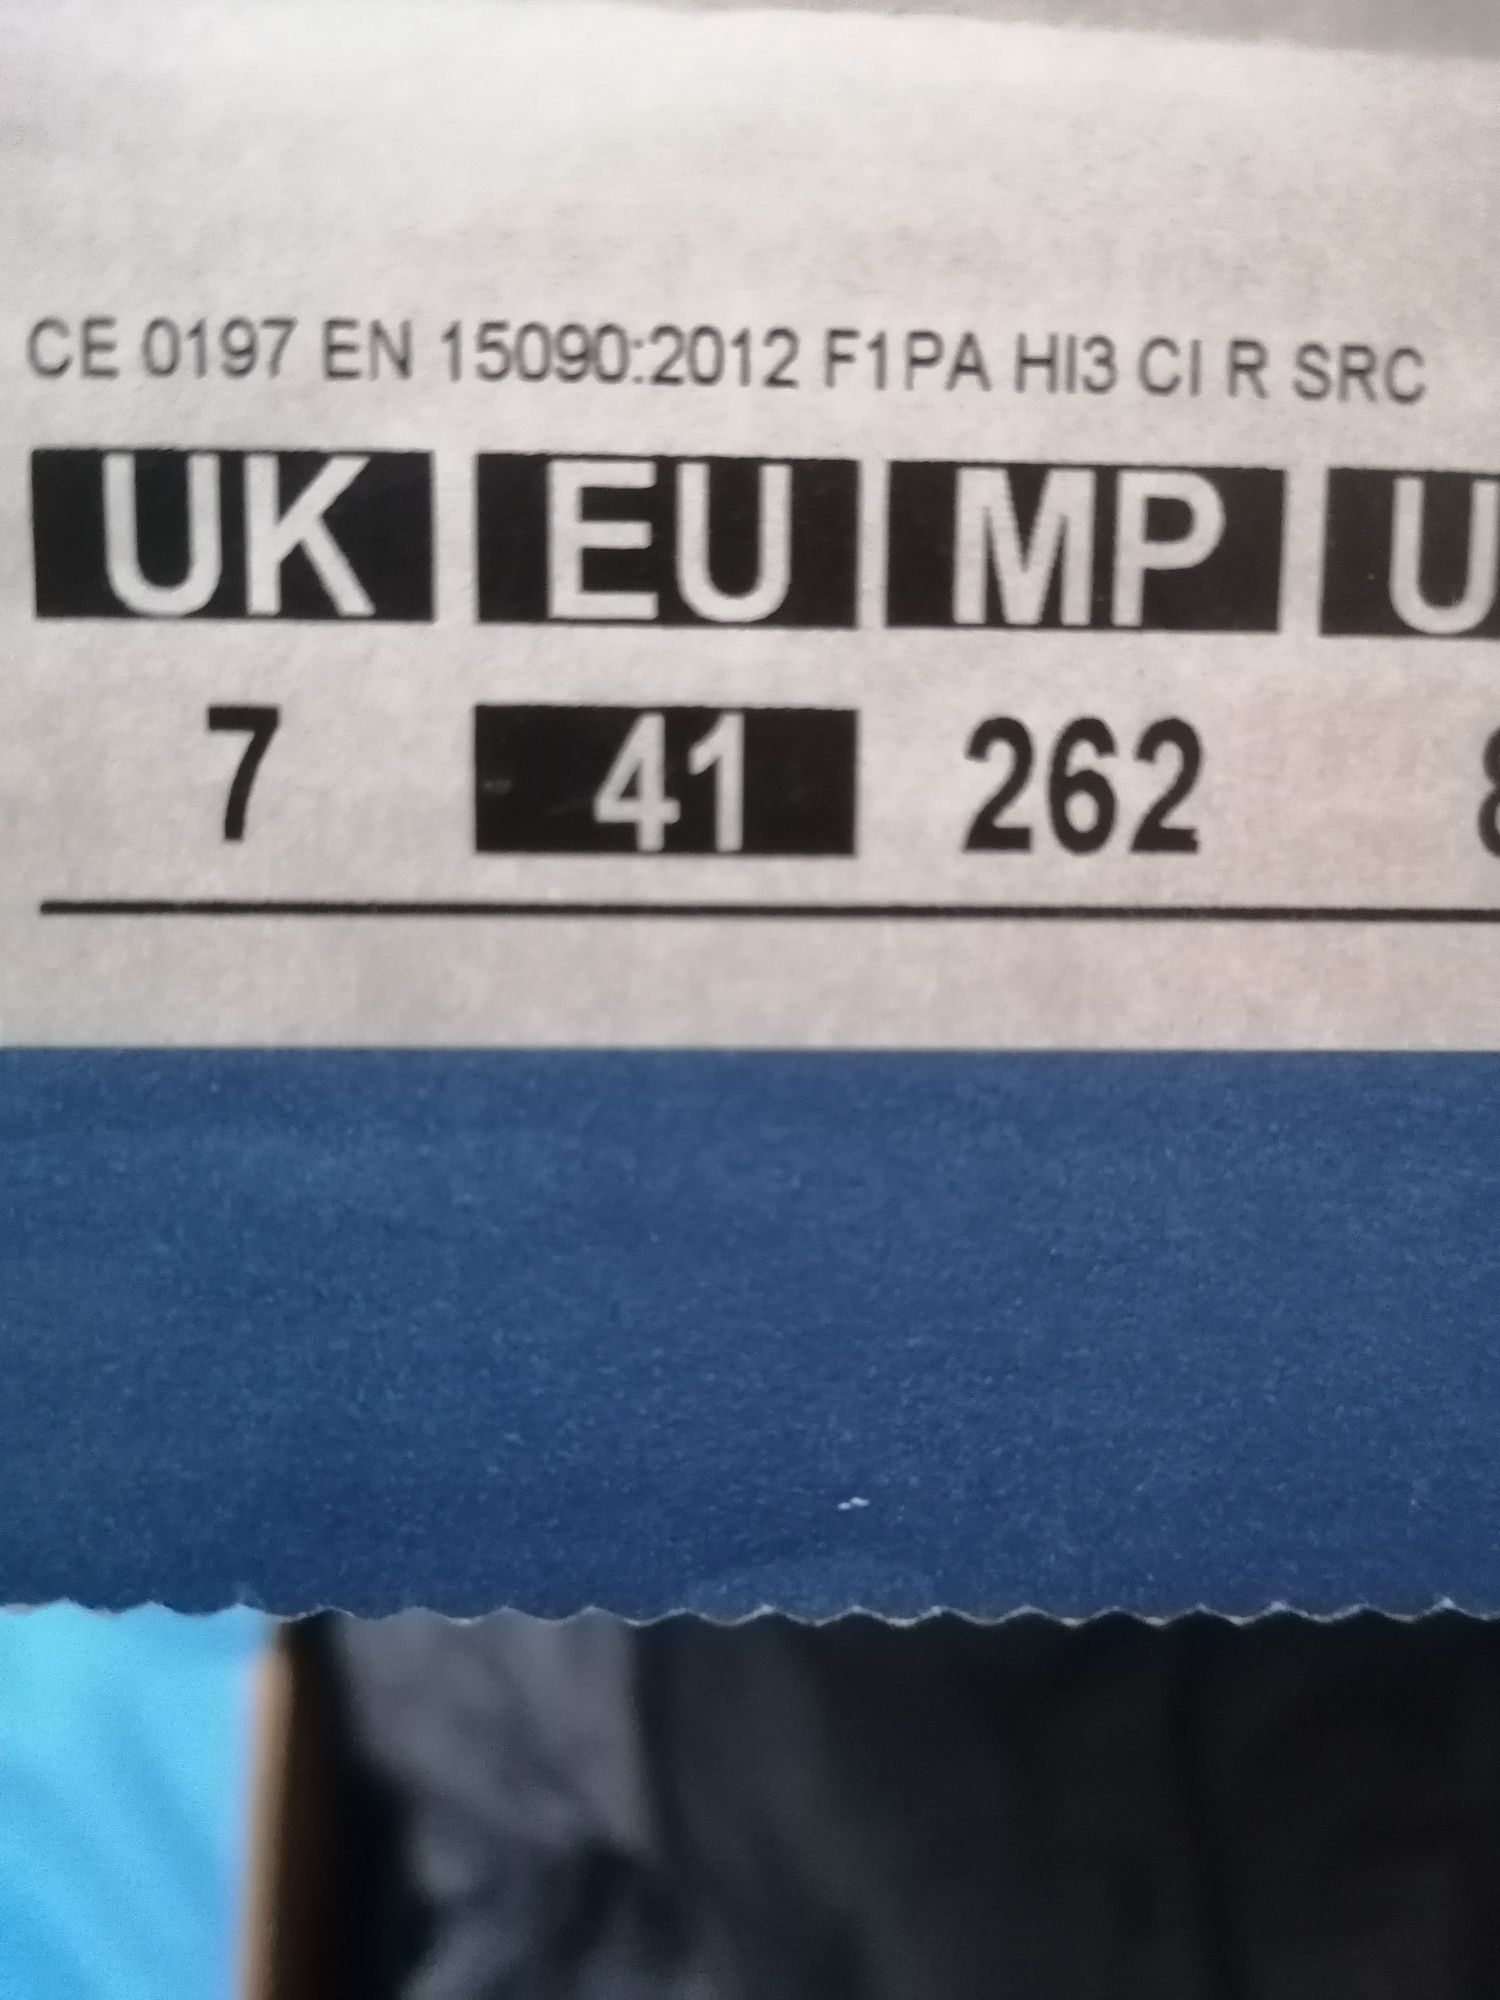 CE 0197 EN 15090:2012 F1PA HI3 CI R SRC
UK EU MP U
7 41 262